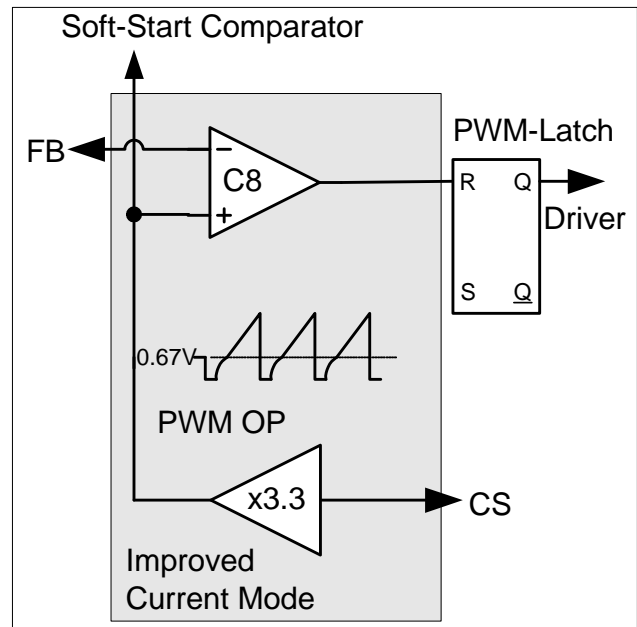 Soft-Start Comparator
PWM-Latch
FB
−
C8
+
R Q
Driver
S Q
0.67V
PWM OP
x3.3
CS
Improved
Current Mode